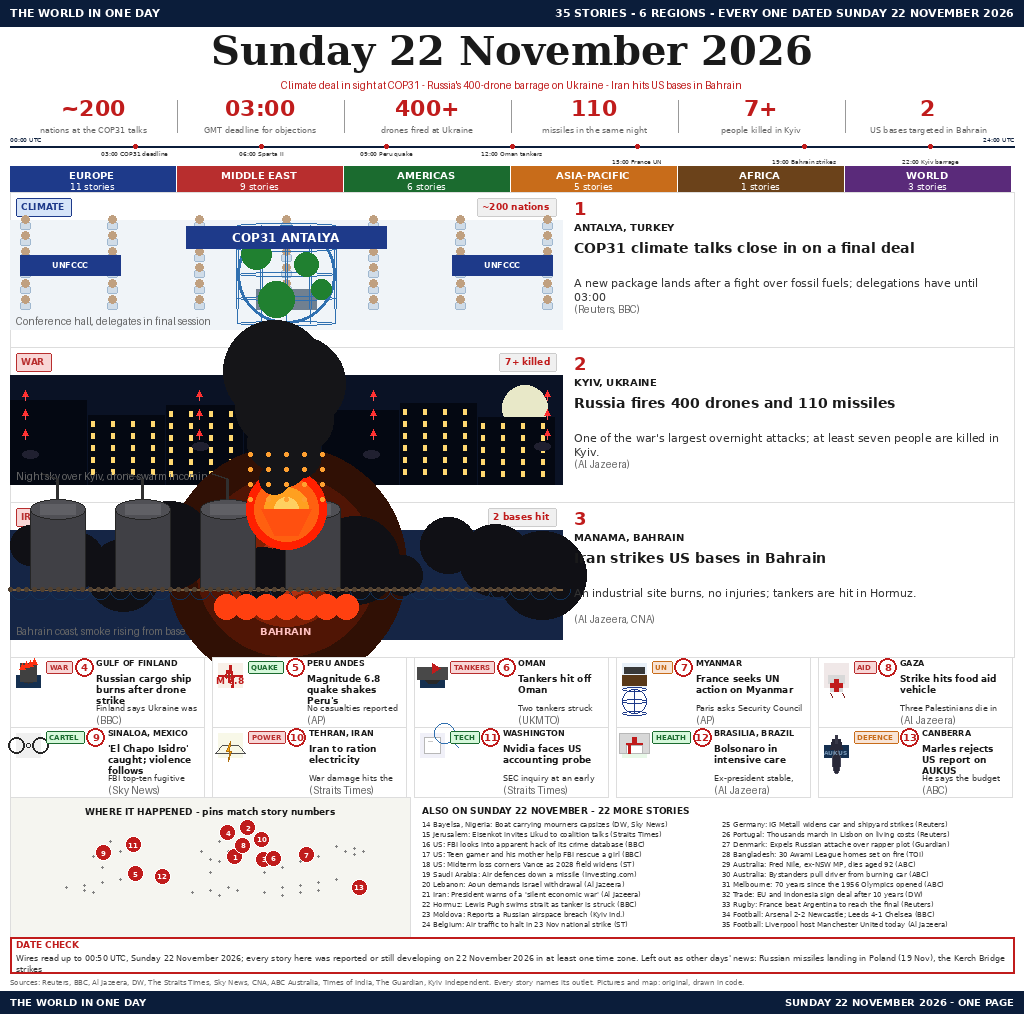 THE WORLD IN ONE DAY
35 STORIES - 6 REGIONS - EVERY ONE DATED SUNDAY 22 NOVEMBER 2026
Sunday 22 November 2026
Climate deal in sight at COP31 - Russia's 400-drone barrage on Ukraine - Iran hits US bases in Bahrain
~200
nations at the COP31 talks
03:00
GMT deadline for objections
400+
drones fired at Ukraine
110
missiles in the same night
7+
people killed in Kyiv
2
US bases targeted in Bahrain
00:00 UTC
24:00 UTC
03:00 COP31 deadline
06:00 Sparta II
09:00 Peru quake
12:00 Oman tankers
15:00 France UN
19:00 Bahrain strikes
22:00 Kyiv barrage
EUROPE
11 stories
MIDDLE EAST
9 stories
AMERICAS
6 stories
ASIA-PACIFIC
5 stories
AFRICA
1 stories
WORLD
3 stories
CLIMATE
~200 nations
COP31 ANTALYA
UNFCCC
UNFCCC
Conference hall, delegates in final session
1
ANTALYA, TURKEY
COP31 climate talks close in on a final deal
A new package lands after a fight over fossil fuels; delegations have until
03:00
(Reuters, BBC)
WAR
7+ killed
Night sky over Kyiv, drone swarm incoming
2
KYIV, UKRAINE
Russia fires 400 drones and 110 missiles
One of the war's largest overnight attacks; at least seven people are killed in
Kyiv.
(Al Jazeera)
2 bases hit
BAHRAIN
Bahrain coast, smoke rising from base
3
MANAMA, BAHRAIN
Iran strikes US bases in Bahrain
An industrial site burns, no injuries; tankers are hit in Hormuz.
(Al Jazeera, CNA)
WAR
4
GULF OF FINLAND
Russian cargo ship
burns after drone
strike
Finland says Ukraine was
(BBC)
M 6.8
QUAKE
5
PERU ANDES
Magnitude 6.8
quake shakes
Peru's
No casualties reported
(AP)
TANKERS
6
OMAN
Tankers hit off
Oman
Two tankers struck
(UKMTO)
UN
7
MYANMAR
France seeks UN
action on Myanmar
Paris asks Security Council
(AP)
AID
8
GAZA
Strike hits food aid
vehicle
Three Palestinians die in
(Al Jazeera)
CARTEL
9
SINALOA, MEXICO
'El Chapo Isidro'
caught; violence
follows
FBI top-ten fugitive
(Sky News)
POWER
10
TEHRAN, IRAN
Iran to ration
electricity
War damage hits the
(Straits Times)
TECH
11
WASHINGTON
Nvidia faces US
accounting probe
SEC inquiry at an early
(Straits Times)
HEALTH
12
BRASILIA, BRAZIL
Bolsonaro in
intensive care
Ex-president stable,
(Al Jazeera)
AUKUS
DEFENCE
13
CANBERRA
Marles rejects
US report on
AUKUS
He says the budget
(ABC)
WHERE IT HAPPENED - pins match story numbers
4
2
10
11
8
9
1
3
6
7
5
12
13
ALSO ON SUNDAY 22 NOVEMBER - 22 MORE STORIES
14 Bayelsa, Nigeria: Boat carrying mourners capsizes (DW, Sky News)
15 Jerusalem: Eisenkot invites Likud to coalition talks (Straits Times)
16 US: FBI looks into apparent hack of its crime database (BBC)
17 US: Teen gamer and his mother help FBI rescue a girl (BBC)
18 US: Midterm loss corners Vance as 2028 field widens (ST)
19 Saudi Arabia: Air defences down a missile (Investing.com)
20 Lebanon: Aoun demands Israel withdrawal (Al Jazeera)
21 Iran: President warns of a 'silent economic war' (Al Jazeera)
22 Hormuz: Lewis Pugh swims strait as tanker is struck (BBC)
23 Moldova: Reports a Russian airspace breach (Kyiv Ind.)
24 Belgium: Air traffic to halt in 23 Nov national strike (ST)
25 Germany: IG Metall widens car and shipyard strikes (Reuters)
26 Portugal: Thousands march in Lisbon on living costs (Reuters)
27 Denmark: Expels Russian attache over rapper plot (Guardian)
28 Bangladesh: 30 Awami League homes set on fire (TOI)
29 Australia: Fred Nile, ex-NSW MP, dies aged 92 (ABC)
30 Australia: Bystanders pull driver from burning car (ABC)
31 Melbourne: 70 years since the 1956 Olympics opened (ABC)
32 Trade: EU and Indonesia sign deal after 10 years (DW)
33 Rugby: France beat Argentina to reach the final (Reuters)
34 Football: Arsenal 2-2 Newcastle; Leeds 4-1 Chelsea (BBC)
35 Football: Liverpool host Manchester United today (Al Jazeera)
DATE CHECK
Wires read up to 00:50 UTC, Sunday 22 November 2026; every story here was reported or still developing on 22 November 2026 in at least one time zone. Left out as other days' news: Russian missiles landing in Poland (19 Nov), the Kerch Bridge
strikes
Sources: Reuters, BBC, Al Jazeera, DW, The Straits Times, Sky News, CNA, ABC Australia, Times of India, The Guardian, Kyiv Independent. Every story names its outlet. Pictures and map: original, drawn in code.
THE WORLD IN ONE DAY
SUNDAY 22 NOVEMBER 2026 - ONE PAGE